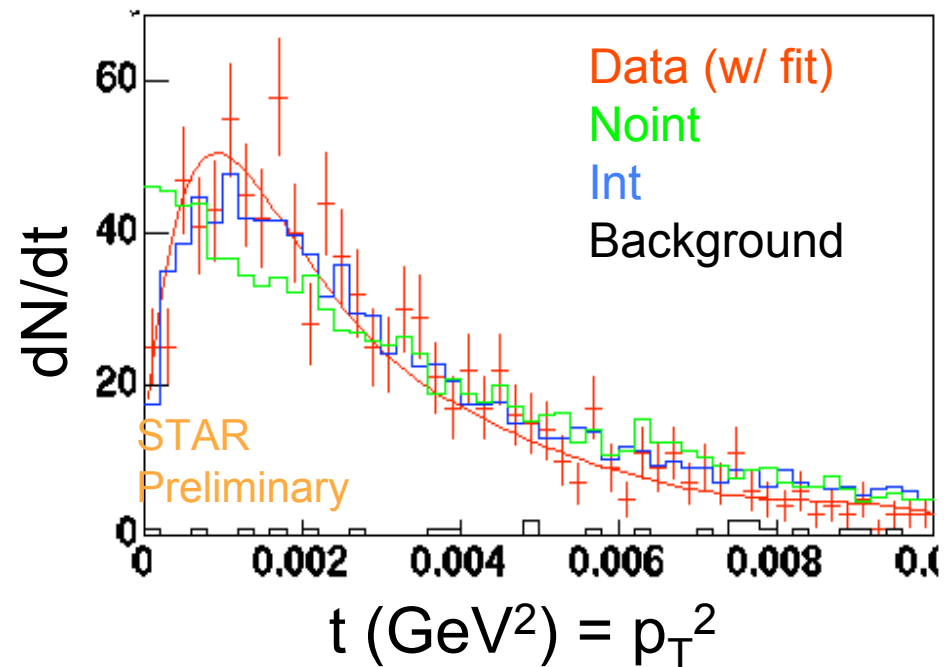 60
40
20
0
dN/dt
Data (w/ fit)
Noint
Int
Background
STAR
Preliminary
0
0.002
0.004
0.006
0.008
t (GeV²) = p_T²